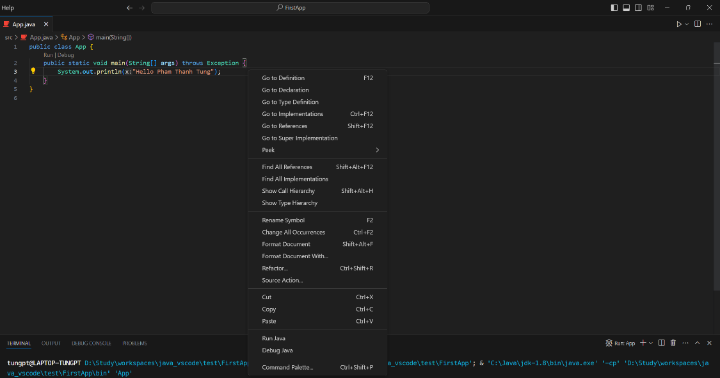 Help
FirstApp
App.java
src > App.java > App > main(String[])
1 public class App {
Run | Debug
2 public static void main(String[] args) throws Exception {
3 System.out.println(x:"Hello Pham Thanh Tung");
4 }
5 }
6
Go to Definition F12
Go to Declaration
Go to Type Definition
Go to Implementations Ctrl+F12
Go to References Shift+F12
Go to Super Implementation
Peek
Find All References Shift+Alt+F12
Find All Implementations
Show Call Hierarchy Shift+Alt+H
Show Type Hierarchy
Rename Symbol F2
Change All Occurrences Ctrl+F2
Format Document Shift+Alt+F
Format Document With...
Refactor... Ctrl+Shift+R
Source Action...
Cut Ctrl+X
Copy Ctrl+C
Paste Ctrl+V
Run Java
Debug Java
Command Palette... Ctrl+Shift+P
TERMINAL OUTPUT DEBUG CONSOLE PROBLEMS Run: App
tungpt@LAPTOP-TUNGPT D:\Study\workspaces\java_vscode\test\FirstApp a_vscode\test\FirstApp'; & 'C:\Java\jdk-1.8\bin\java.exe' '-cp' 'D:\Study\workspaces\ja
va_vscode\test\FirstApp\bin' 'App'